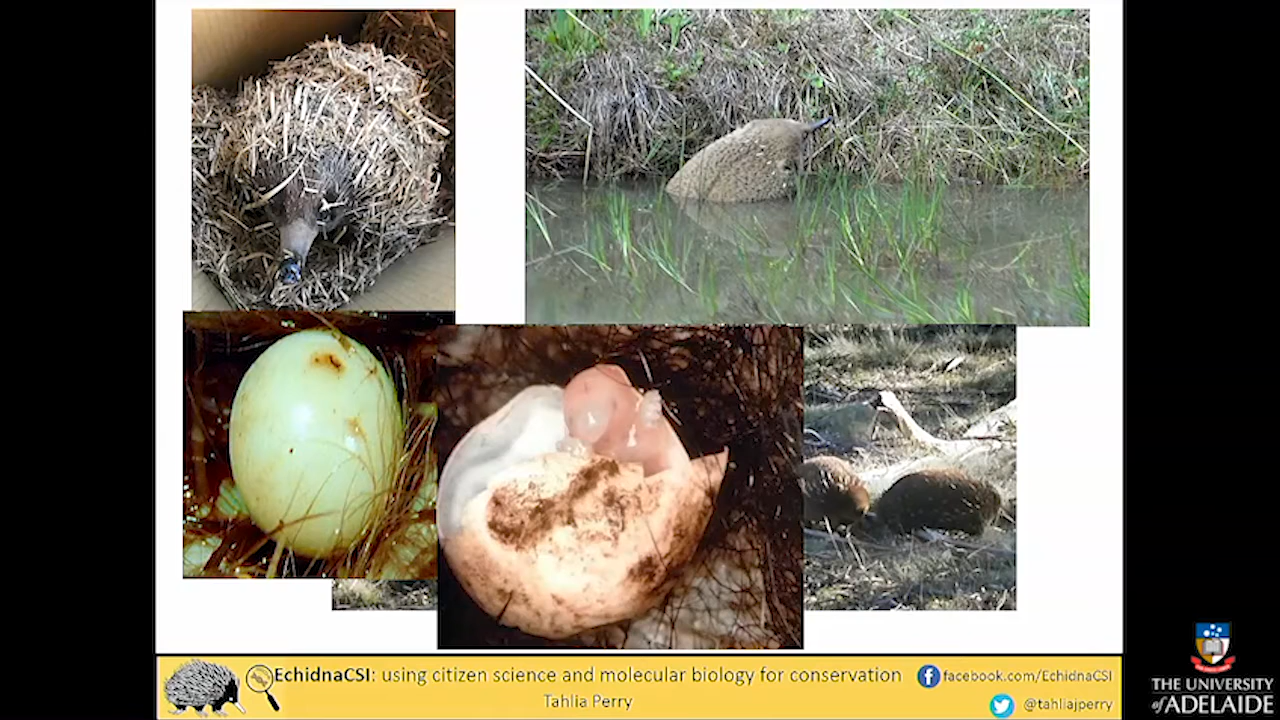 EchidnaCSI: using citizen science and molecular biology for conservation
Tahlia Perry
facebook.com/EchidnaCSI
@tahliajperry
THE UNIVERSITY
of ADELAIDE